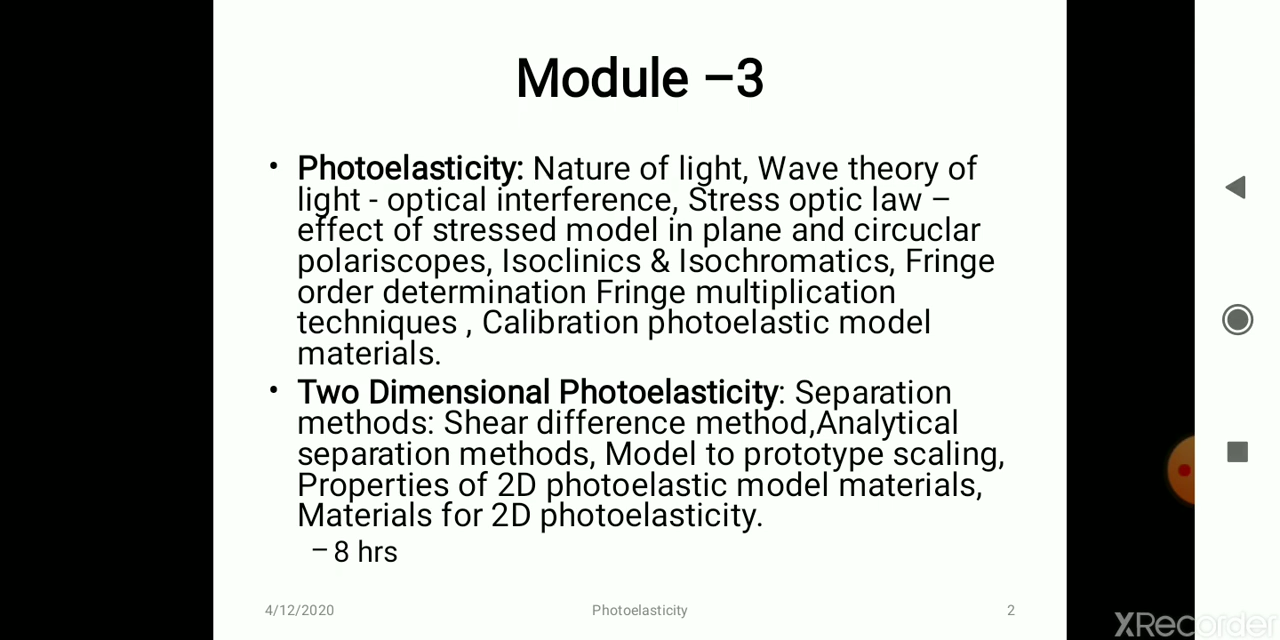 Module –3
• Photoelasticity: Nature of light, Wave theory of
light - optical interference, Stress optic law –
effect of stressed model in plane and circuclar
polariscopes, Isoclinics & Isochromatics, Fringe
order determination Fringe multiplication
techniques , Calibration photoelastic model
materials.
• Two Dimensional Photoelasticity: Separation
methods: Shear difference method,Analytical
separation methods, Model to prototype scaling,
Properties of 2D photoelastic model materials,
Materials for 2D photoelasticity.
– 8 hrs
4/12/2020 Photoelasticity 2
XRecorder